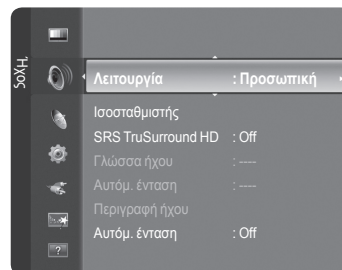 Ήχος
Λειτουργία : Προσωπική
Ισοσταθμιστής
SRS TruSurround HD : Off
Γλώσσα ήχου : ----
Αυτόμ. ένταση : ----
Περιγραφή ήχου
Αυτόμ. ένταση : Off
?